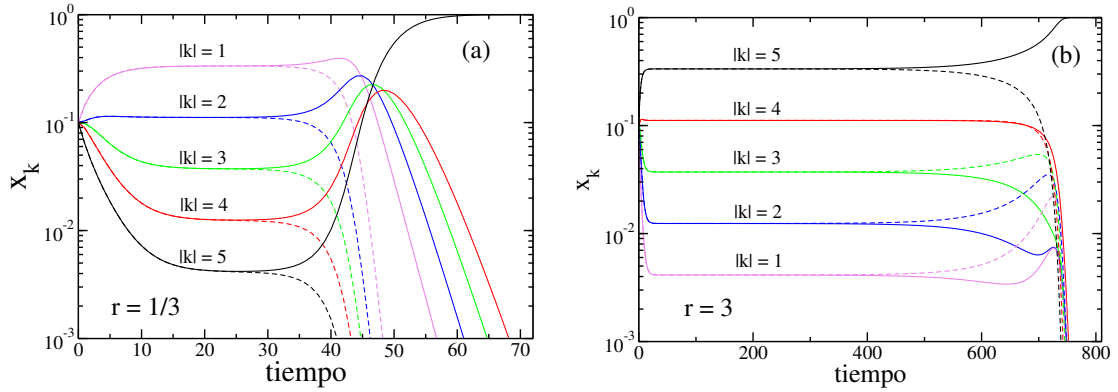 10^0
10^-1
10^-2
10^-3
x_k
(a)
|k| = 1
|k| = 2
|k| = 3
|k| = 4
|k| = 5
r = 1/3
0 10 20 30 40 50 60 70
tiempo
10^0
10^-1
10^-2
10^-3
x_k
(b)
|k| = 5
|k| = 4
|k| = 3
|k| = 2
|k| = 1
r = 3
0 200 400 600 800
tiempo